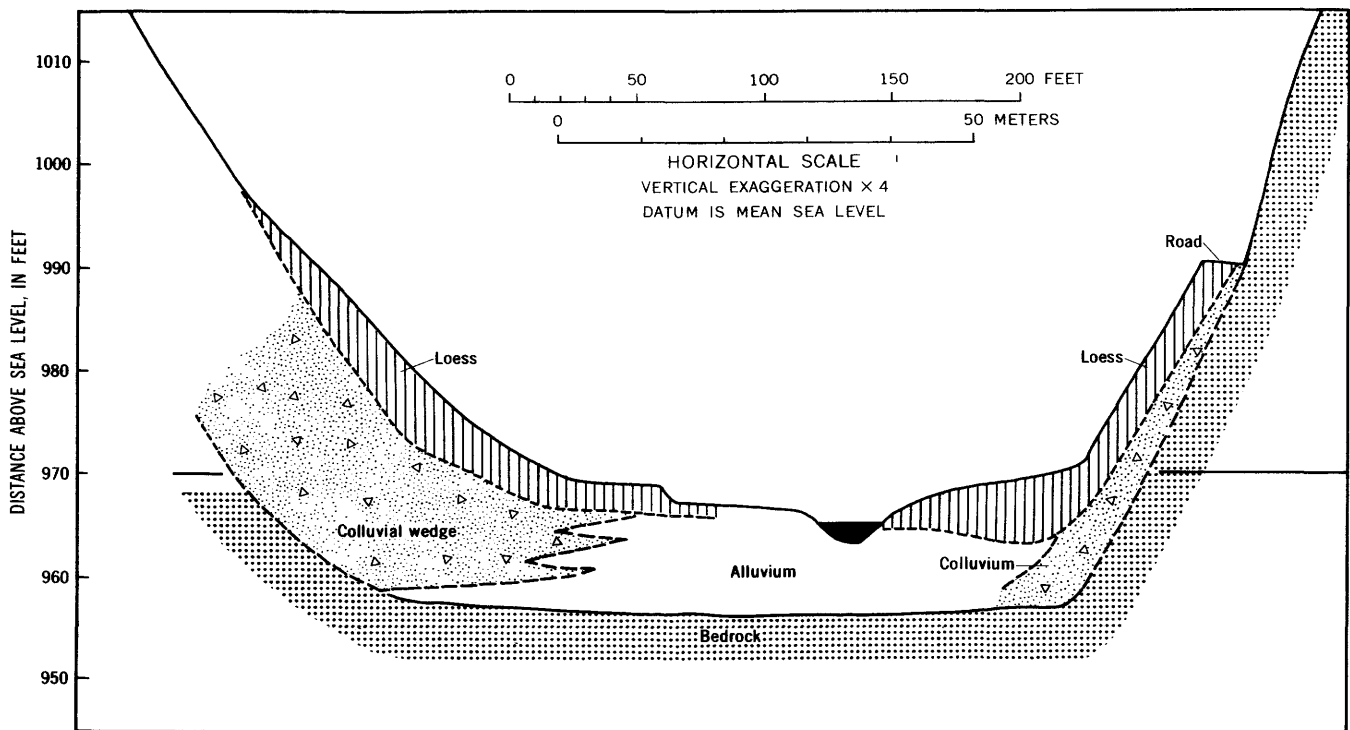 1010
1000
990
980
970
960
950
DISTANCE ABOVE SEA LEVEL, IN FEET
0 50 100 150 200 FEET
0 50 METERS
HORIZONTAL SCALE
VERTICAL EXAGGERATION × 4
DATUM IS MEAN SEA LEVEL
Road
Loess
Loess
Colluvial wedge
Alluvium
Colluvium
Bedrock